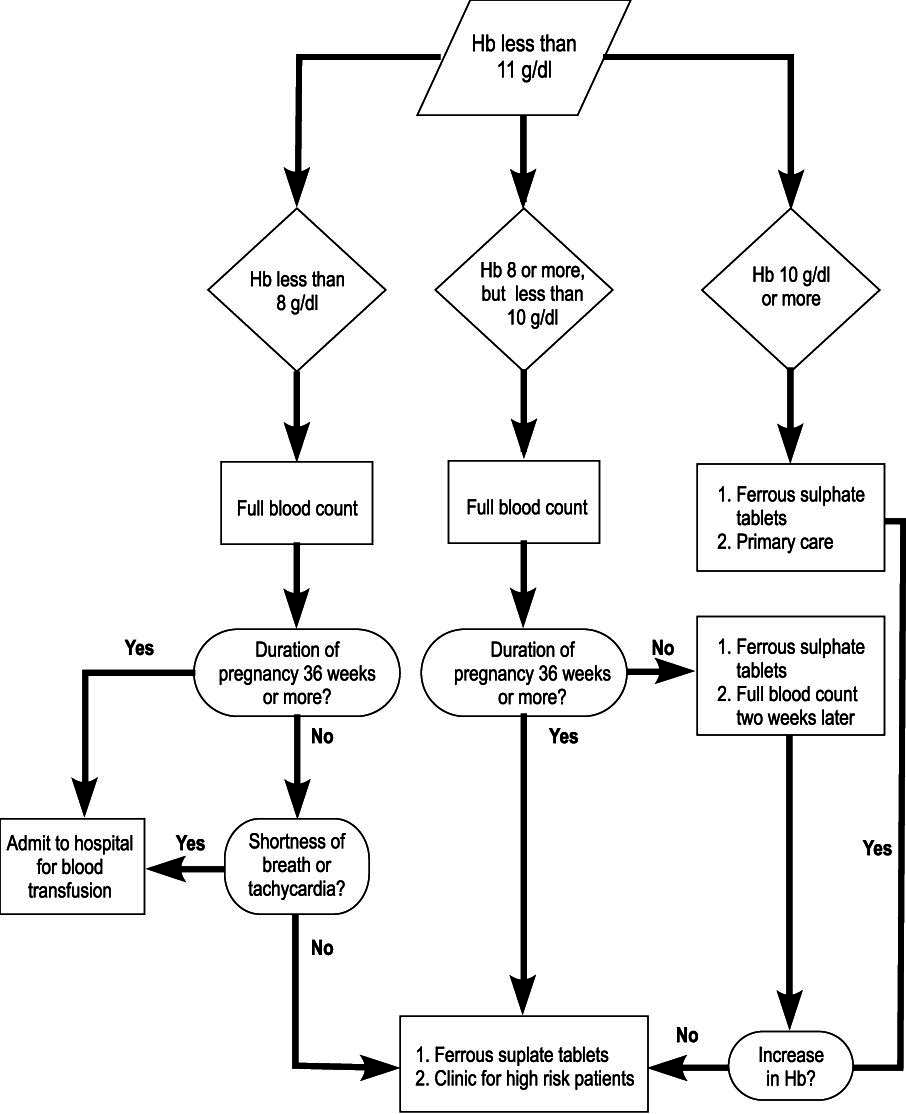 Hb less than
11 g/dl
Hb less than
8 g/dl
Hb 8 or more,
but less than
10 g/dl
Hb 10 g/dl
or more
Full blood count
Full blood count
1. Ferrous sulphate
tablets
2. Primary care
Yes
Duration of
pregnancy 36 weeks
or more?
No
Duration of
pregnancy 36 weeks
or more?
No
Yes
1. Ferrous sulphate
tablets
2. Full blood count
two weeks later
Admit to hospital
for blood
transfusion
Yes
Shortness of
breath or
tachycardia?
No
Yes
1. Ferrous suplate tablets
2. Clinic for high risk patients
No
Increase
in Hb?